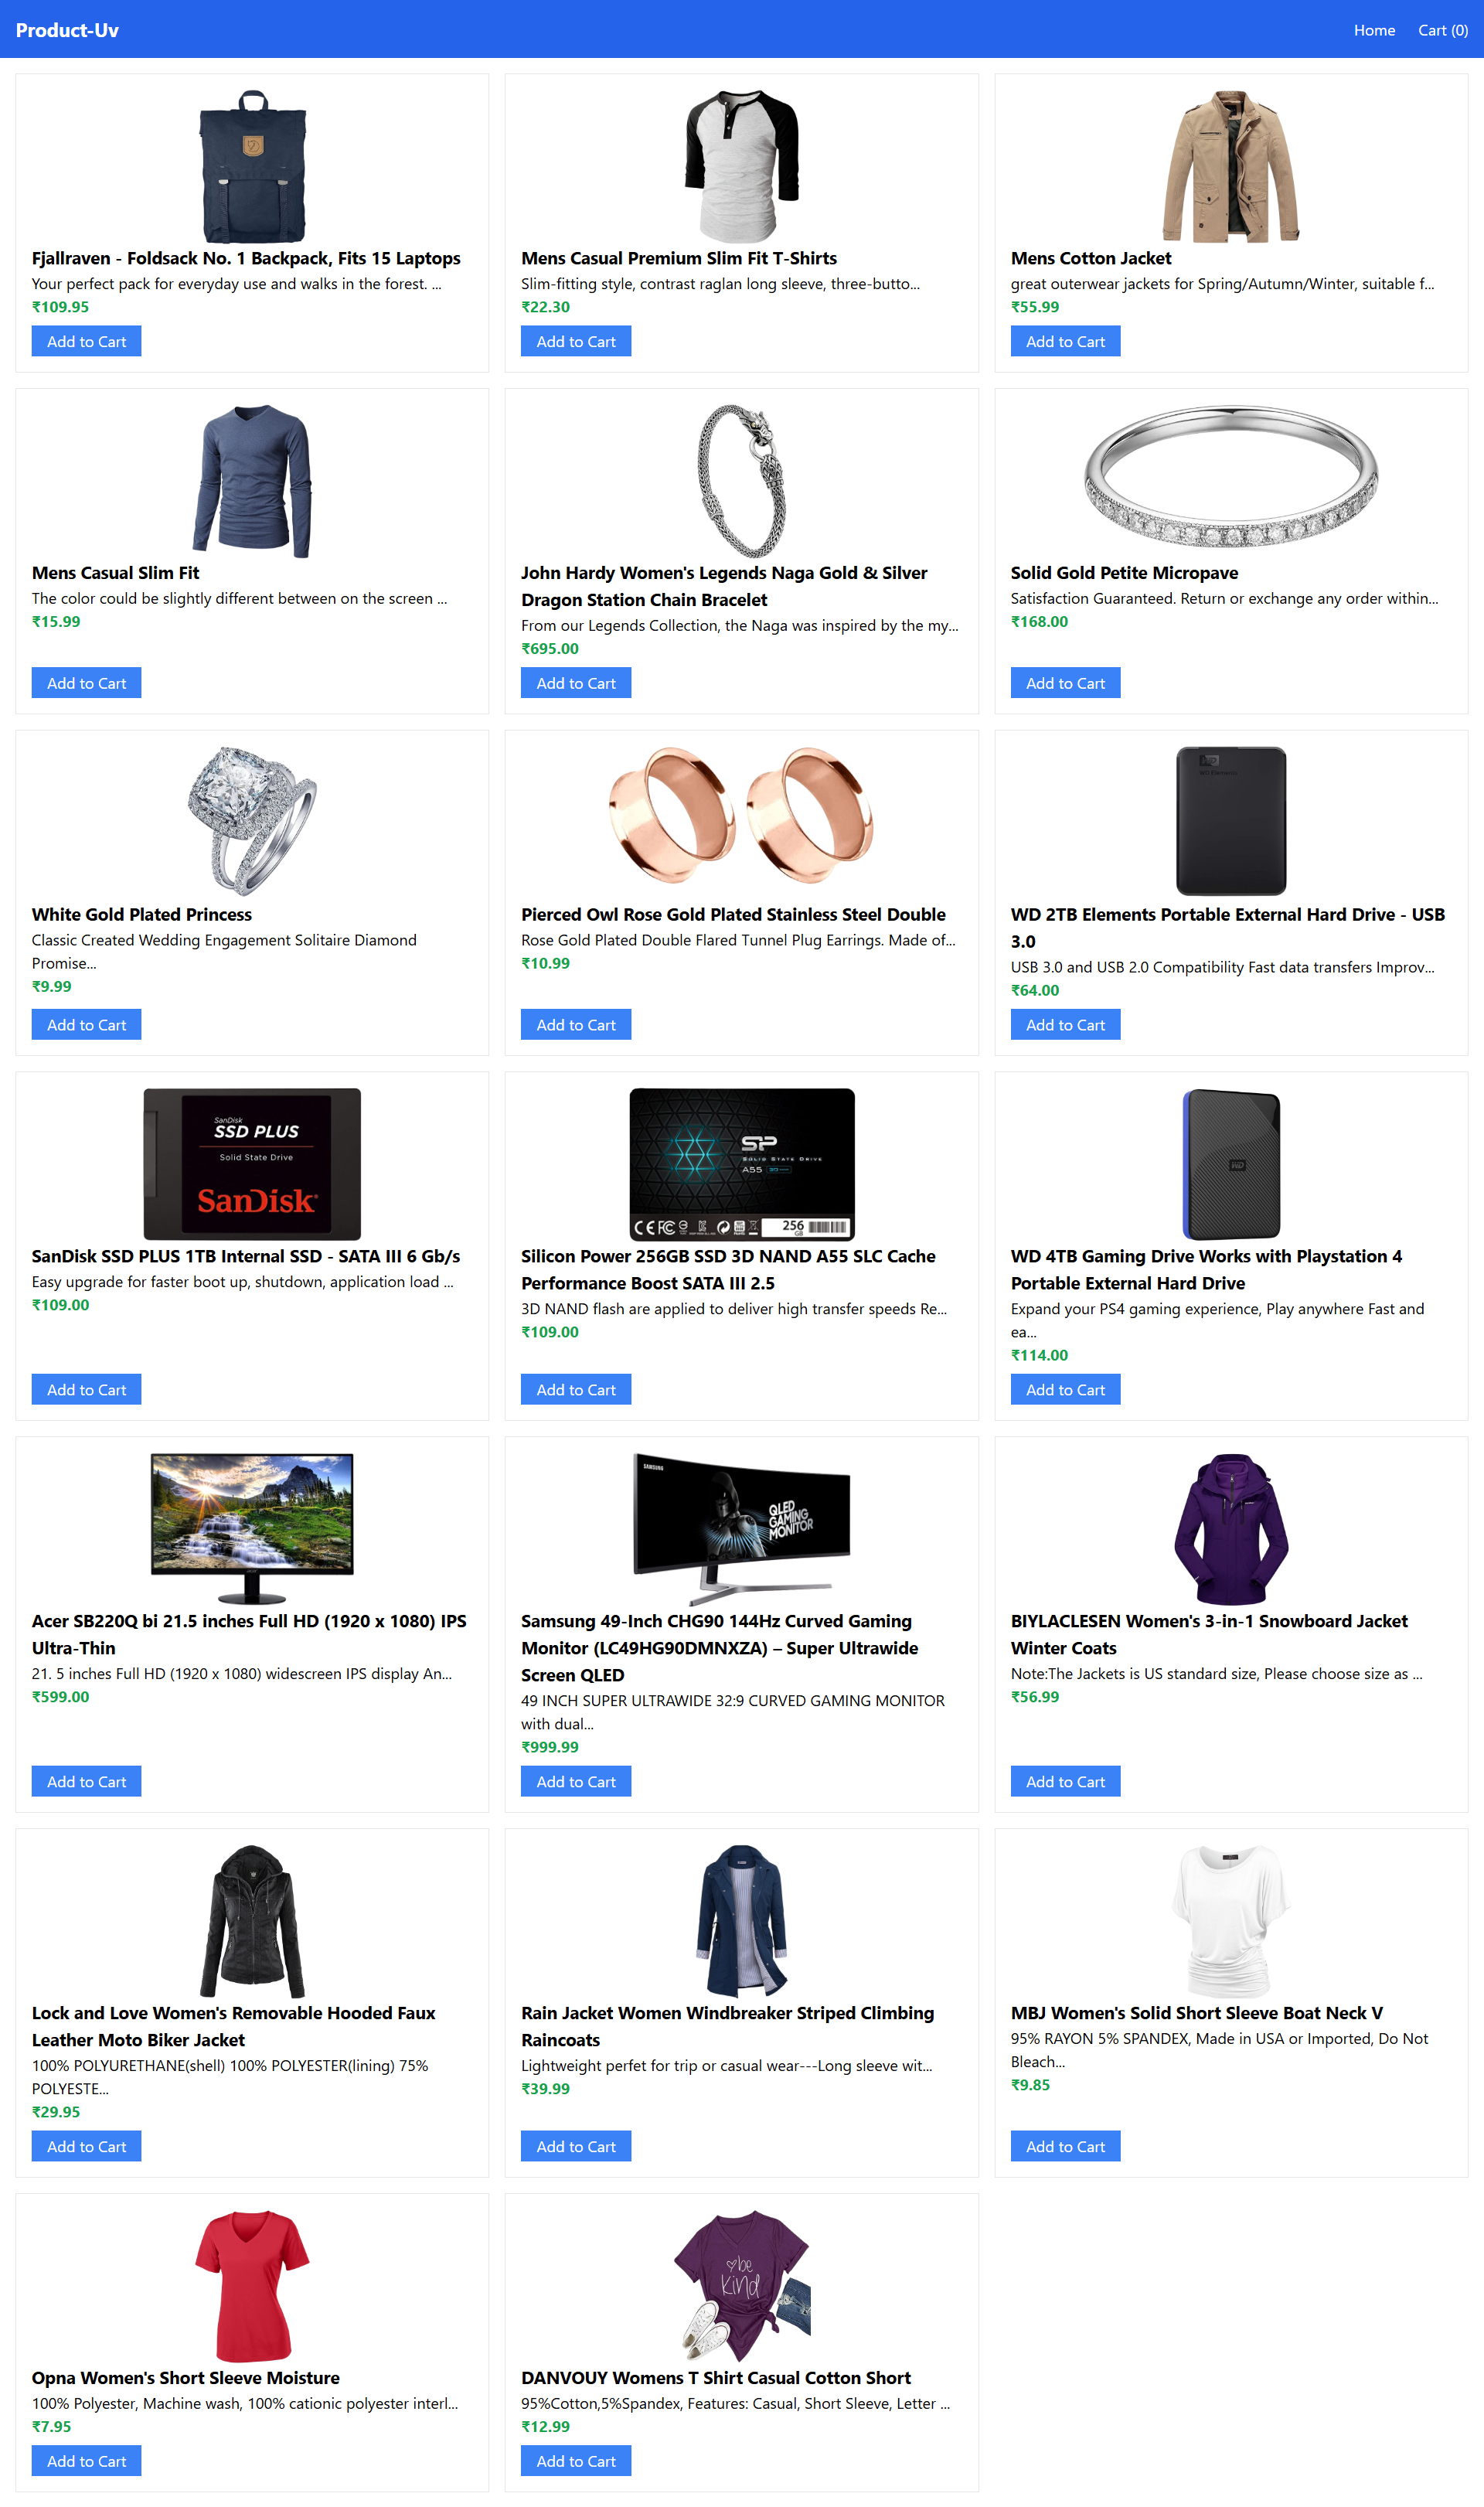 Product-Uv
Home
Cart (0)
Fjallraven - Foldsack No. 1 Backpack, Fits 15 Laptops
Your perfect pack for everyday use and walks in the forest. ...
₹109.95
Add to Cart
Mens Casual Premium Slim Fit T-Shirts
Slim-fitting style, contrast raglan long sleeve, three-butto...
₹22.30
Add to Cart
Mens Cotton Jacket
great outerwear jackets for Spring/Autumn/Winter, suitable f...
₹55.99
Add to Cart
Mens Casual Slim Fit
The color could be slightly different between on the screen ...
₹15.99
Add to Cart
John Hardy Women's Legends Naga Gold & Silver
Dragon Station Chain Bracelet
From our Legends Collection, the Naga was inspired by the my...
₹695.00
Add to Cart
Solid Gold Petite Micropave
Satisfaction Guaranteed. Return or exchange any order within...
₹168.00
Add to Cart
White Gold Plated Princess
Classic Created Wedding Engagement Solitaire Diamond
Promise...
₹9.99
Add to Cart
Pierced Owl Rose Gold Plated Stainless Steel Double
Rose Gold Plated Double Flared Tunnel Plug Earrings. Made of...
₹10.99
Add to Cart
WD
WD Elements
WD 2TB Elements Portable External Hard Drive - USB
3.0
USB 3.0 and USB 2.0 Compatibility Fast data transfers Improv...
₹64.00
Add to Cart
SanDisk
SSD PLUS
Solid State Drive
SanDisk
SanDisk SSD PLUS 1TB Internal SSD - SATA III 6 Gb/s
Easy upgrade for faster boot up, shutdown, application load ...
₹109.00
Add to Cart
SP
SOLID STATE DRIVE
A55
256
GB
Silicon Power 256GB SSD 3D NAND A55 SLC Cache
Performance Boost SATA III 2.5
3D NAND flash are applied to deliver high transfer speeds Re...
₹109.00
Add to Cart
WD
WD 4TB Gaming Drive Works with Playstation 4
Portable External Hard Drive
Expand your PS4 gaming experience, Play anywhere Fast and
ea...
₹114.00
Add to Cart
Acer SB220Q bi 21.5 inches Full HD (1920 x 1080) IPS
Ultra-Thin
21. 5 inches Full HD (1920 x 1080) widescreen IPS display An...
₹599.00
Add to Cart
SAMSUNG
QLED
GAMING
MONITOR
Samsung 49-Inch CHG90 144Hz Curved Gaming
Monitor (LC49HG90DMNXZA) – Super Ultrawide
Screen QLED
49 INCH SUPER ULTRAWIDE 32:9 CURVED GAMING MONITOR
with dual...
₹999.99
Add to Cart
BIYLACLESEN Women's 3-in-1 Snowboard Jacket
Winter Coats
Note:The Jackets is US standard size, Please choose size as ...
₹56.99
Add to Cart
Lock and Love Women's Removable Hooded Faux
Leather Moto Biker Jacket
100% POLYURETHANE(shell) 100% POLYESTER(lining) 75%
POLYESTE...
₹29.95
Add to Cart
Rain Jacket Women Windbreaker Striped Climbing
Raincoats
Lightweight perfet for trip or casual wear---Long sleeve wit...
₹39.99
Add to Cart
MBJ Women's Solid Short Sleeve Boat Neck V
95% RAYON 5% SPANDEX, Made in USA or Imported, Do Not
Bleach...
₹9.85
Add to Cart
Opna Women's Short Sleeve Moisture
100% Polyester, Machine wash, 100% cationic polyester interl...
₹7.95
Add to Cart
be
Kind
DANVOUY Womens T Shirt Casual Cotton Short
95%Cotton,5%Spandex, Features: Casual, Short Sleeve, Letter ...
₹12.99
Add to Cart